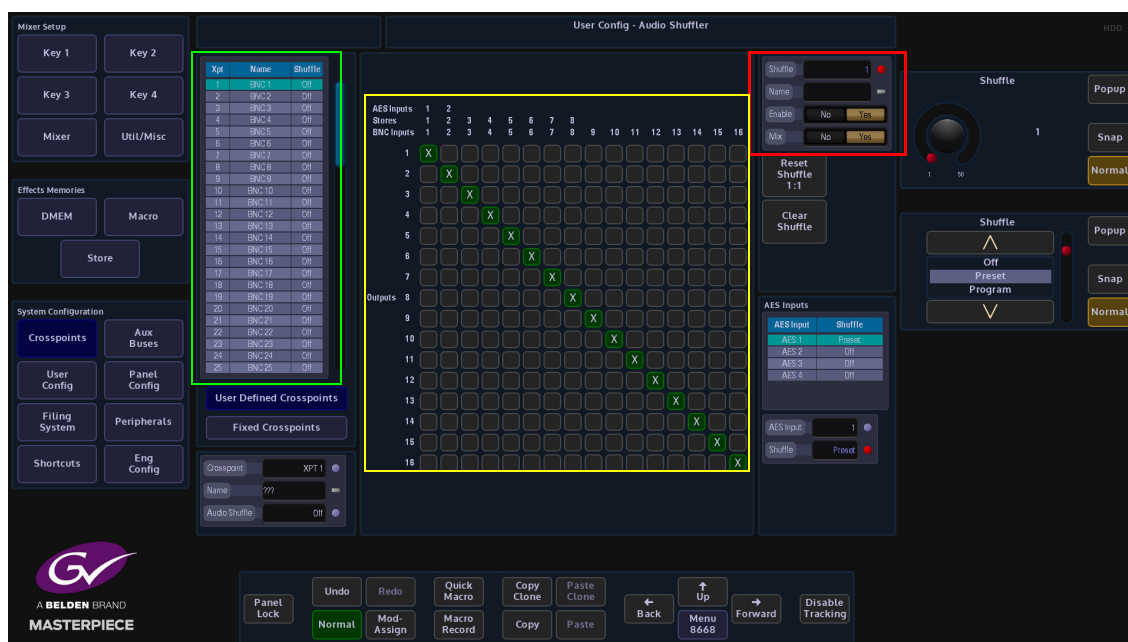 Mixer Setup
Key 1 Key 2
Key 3 Key 4
Mixer Util/Misc
Effects Memories
DMEM Macro
Store
System Configuratio
Crosspoints Aux Buses
User Config Panel Config
Filing System Peripherals
Shortcuts Eng Config
User Config - Audio Shuffler
HDD
Xpt Name Shuffle
1 BNC 1 Off
2 BNC 2 Off
3 BNC 3 Off
4 BNC 4 Off
5 BNC 5 Off
6 BNC 6 Off
7 BNC 7 Off
8 BNC 8 Off
9 BNC 9 Off
10 BNC 10 Off
11 BNC 11 Off
12 BNC 12 Off
13 BNC 13 Off
14 BNC 14 Off
15 BNC 15 Off
16 BNC 16 Off
17 BNC 17 Off
18 BNC 18 Off
19 BNC 19 Off
20 BNC 20 Off
21 BNC 21 Off
22 BNC 22 Off
23 BNC 23 Off
24 BNC 24 Off
25 BNC 25 Off
User Defined Crosspoints
Fixed Crosspoints
Crosspoint XPT 1
Name ???
Audio Shuffle Off
AES Inputs 1 2
Stores 1 2 3 4 5 6 7 8
BNC Inputs 1 2 3 4 5 6 7 8 9 10 11 12 13 14 15 16
1 X
2 X
3 X
4 X
5 X
6 X
7 X
Outputs 8 X
9 X
10 X
11 X
12 X
13 X
14 X
15 X
16 X
Shuffle 1
Name
Enable No Yes
Mix No Yes
Reset
Shuffle
1:1
Clear
Shuffle
AES Inputs
AES Input Shuffle
AES 1 Preset
AES 2 Off
AES 3 Off
AES 4 Off
AES Input 1
Shuffle Preset
Shuffle
1
1 50
Popup
Snap
Normal
Shuffle
Off
Preset
Program
Popup
Snap
Normal
GV
A BELDEN BRAND
MASTERPIECE
Panel Lock
Undo Redo
Normal Mod-Assign
Quick Macro
Macro Record
Copy Clone Paste Clone
Copy Paste
Back
Up
Menu 8668
Forward
Disable Tracking